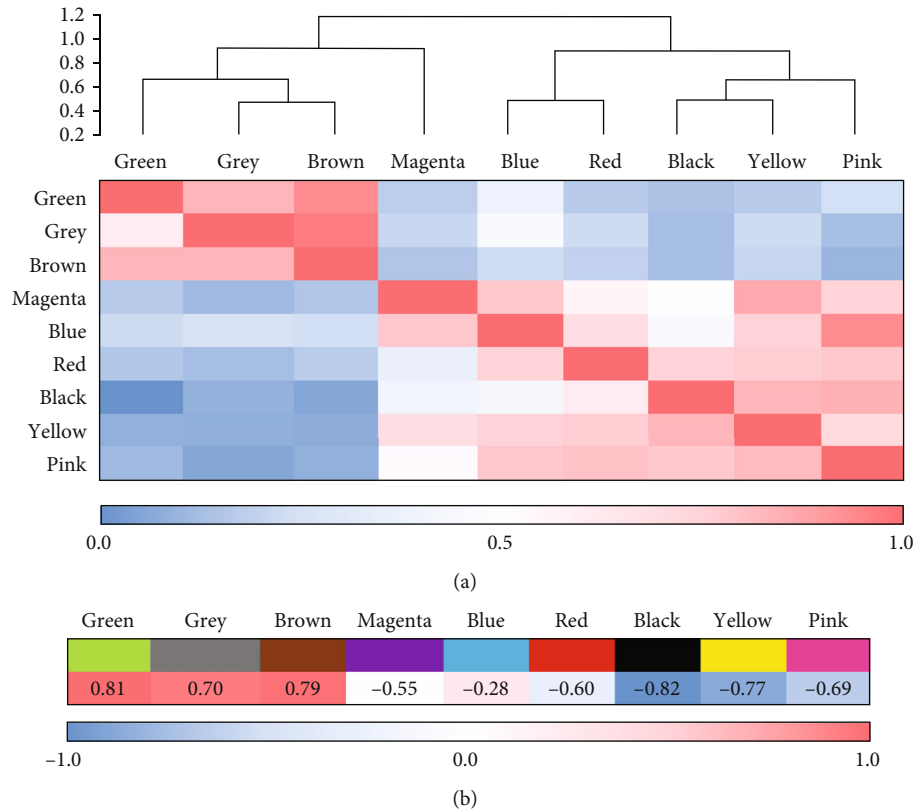 1.2
1.0
0.8
0.6
0.4
0.2
Green Grey Brown Magenta Blue Red Black Yellow Pink
Green
Grey
Brown
Magenta
Blue
Red
Black
Yellow
Pink
0.0 0.5 1.0
(a)
Green Grey Brown Magenta Blue Red Black Yellow Pink
0.81 0.70 0.79 –0.55 –0.28 –0.60 –0.82 –0.77 –0.69
–1.0 0.0 1.0
(b)